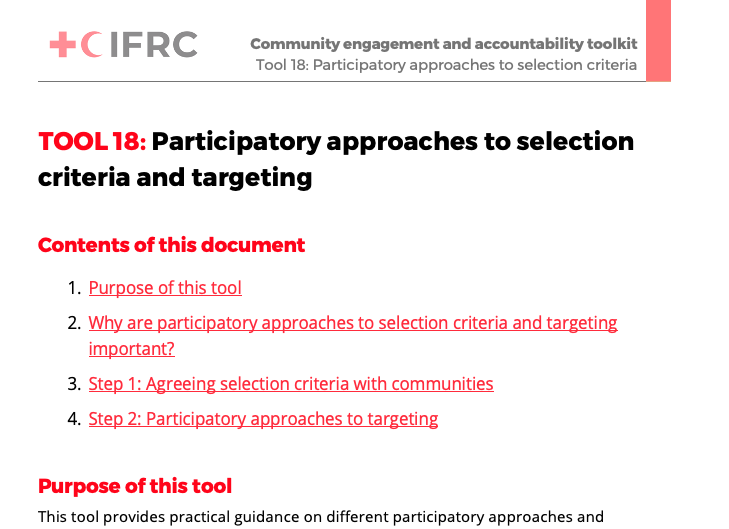 IFRC
Community engagement and accountability toolkit
Tool 18: Participatory approaches to selection criteria
TOOL 18: Participatory approaches to selection
criteria and targeting
Contents of this document
1. Purpose of this tool
2. Why are participatory approaches to selection criteria and targeting
important?
3. Step 1: Agreeing selection criteria with communities
4. Step 2: Participatory approaches to targeting
Purpose of this tool
This tool provides practical guidance on different participatory approaches and